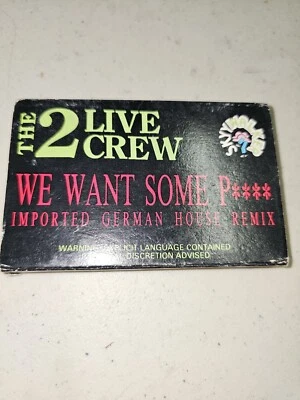 THE 2 LIVE CREW
WE WANT SOME P****
IMPORTED GERMAN HOUSE REMIX
WARNING: EXPLICIT LANGUAGE CONTAINED
DISCRETION ADVISED